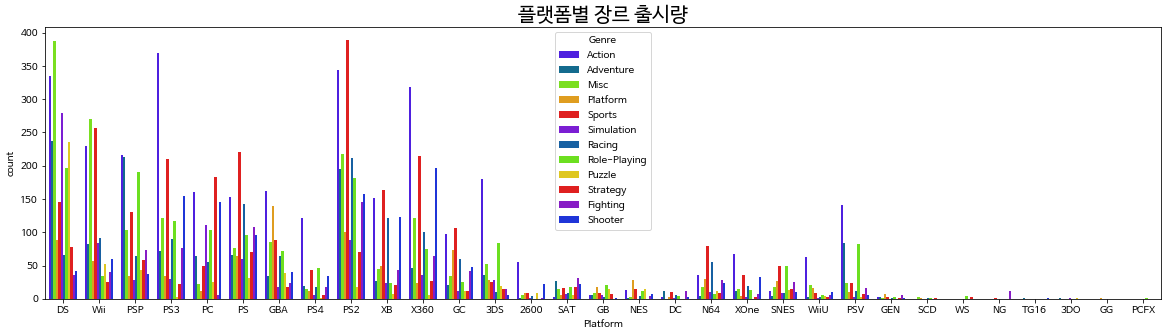 플랫폼별 장르 출시량
400
350
300
250
200
150
100
50
0
count
Genre
Action
Adventure
Misc
Platform
Sports
Simulation
Racing
Role-Playing
Puzzle
Strategy
Fighting
Shooter
DS Wii PSP PS3 PC PS GBA PS4 PS2 XB X360 GC 3DS 2600 SAT GB NES DC N64 XOne SNES WiiU PSV GEN SCD WS NG TG16 3DO GG PCFX
Platform